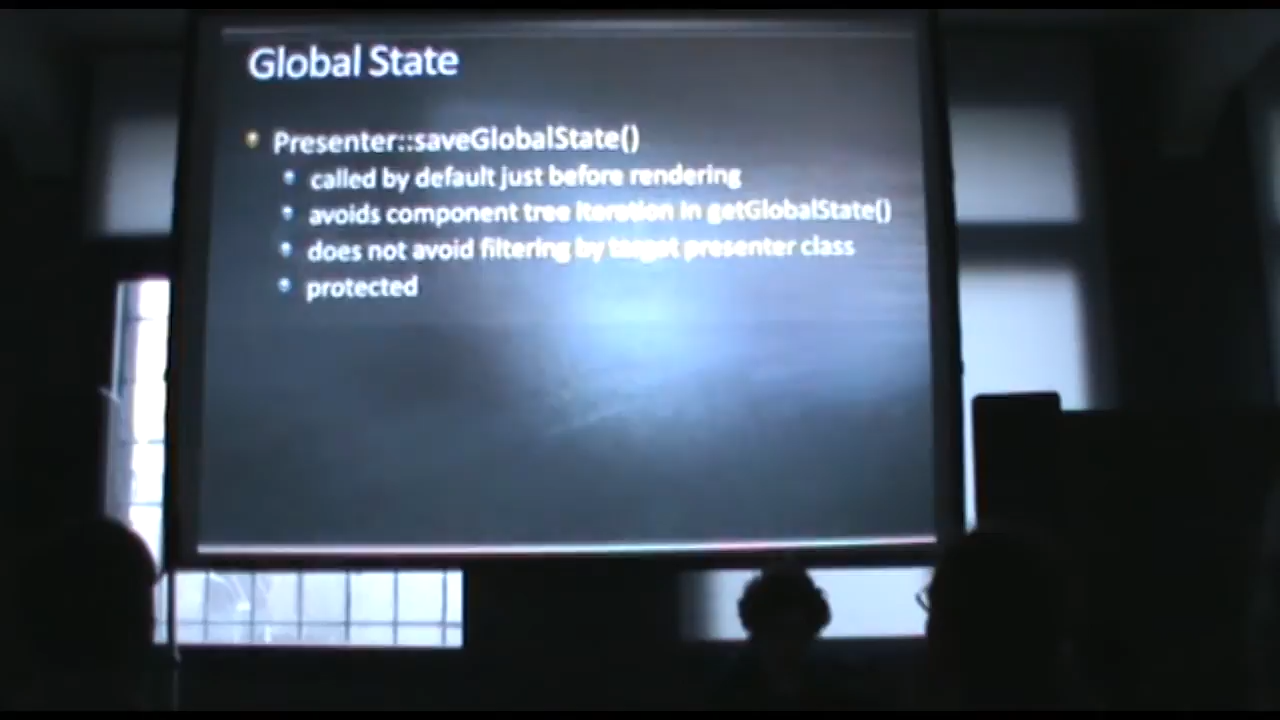 Global State
Presenter::saveGlobalState()
called by default just before rendering
avoids component tree iteration in getGlobalState()
does not avoid filtering by target presenter class
protected